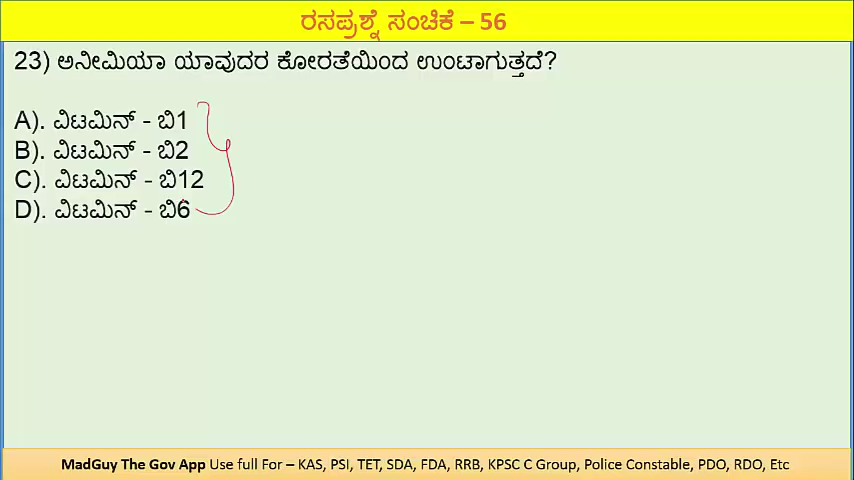 ರಸಪ್ರಶ್ನೆ ಸಂಚಿಕೆ – 56
23) ಅನೀಮಿಯಾ ಯಾವುದರ ಕೋರತೆಯಿಂದ ಉಂಟಾಗುತ್ತದೆ?
A). ವಿಟಮಿನ್ - ಬಿ1
B). ವಿಟಮಿನ್ - ಬಿ2
C). ವಿಟಮಿನ್ - ಬಿ12
D). ವಿಟಮಿನ್ - ಬಿ6
MadGuy The Gov App Use full For – KAS, PSI, TET, SDA, FDA, RRB, KPSC C Group, Police Constable, PDO, RDO, Etc